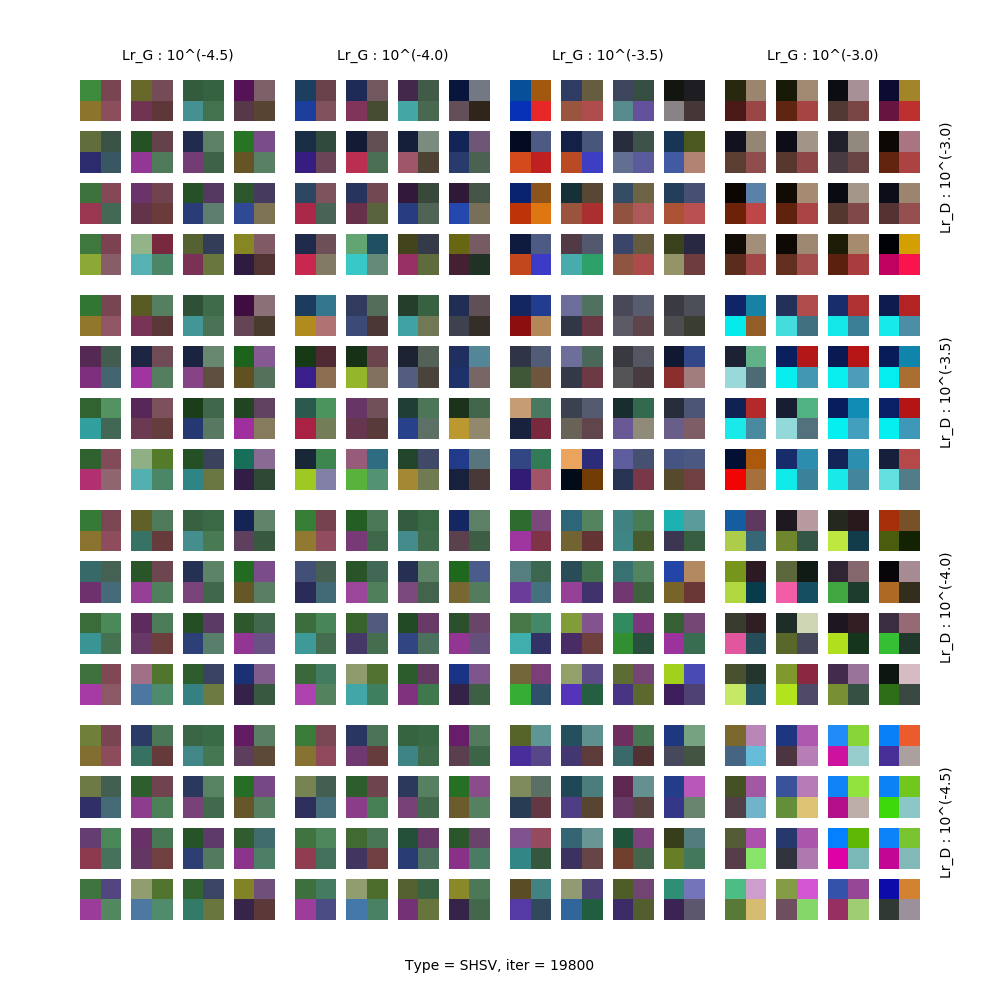 Lr_G : 10^(-4.5)
Lr_G : 10^(-4.0)
Lr_G : 10^(-3.5)
Lr_G : 10^(-3.0)
Lr_D : 10^(-3.0)
Lr_D : 10^(-3.5)
Lr_D : 10^(-4.0)
Lr_D : 10^(-4.5)
Type = SHSV, iter = 19800